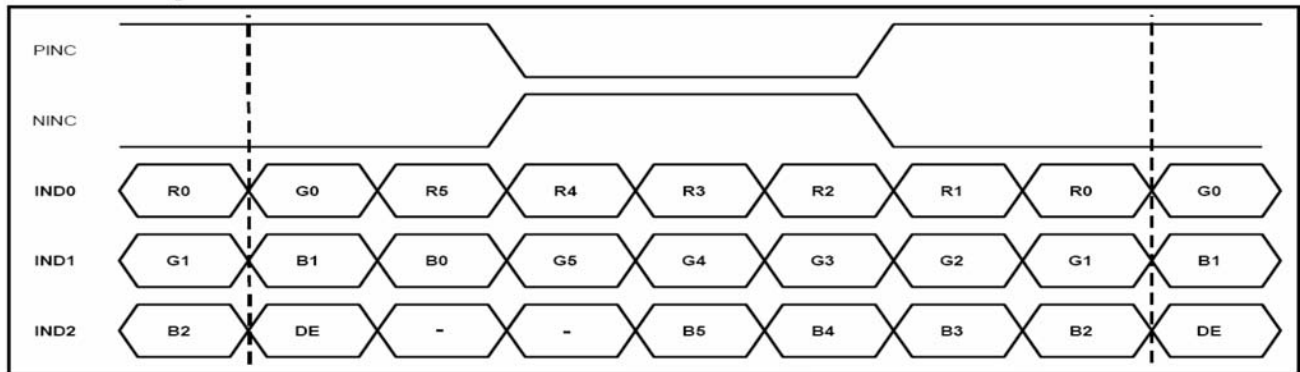 PINC
NINC
IND0 R0 G0 R5 R4 R3 R2 R1 R0 G0
IND1 G1 B1 B0 G5 G4 G3 G2 G1 B1
IND2 B2 DE - - B5 B4 B3 B2 DE